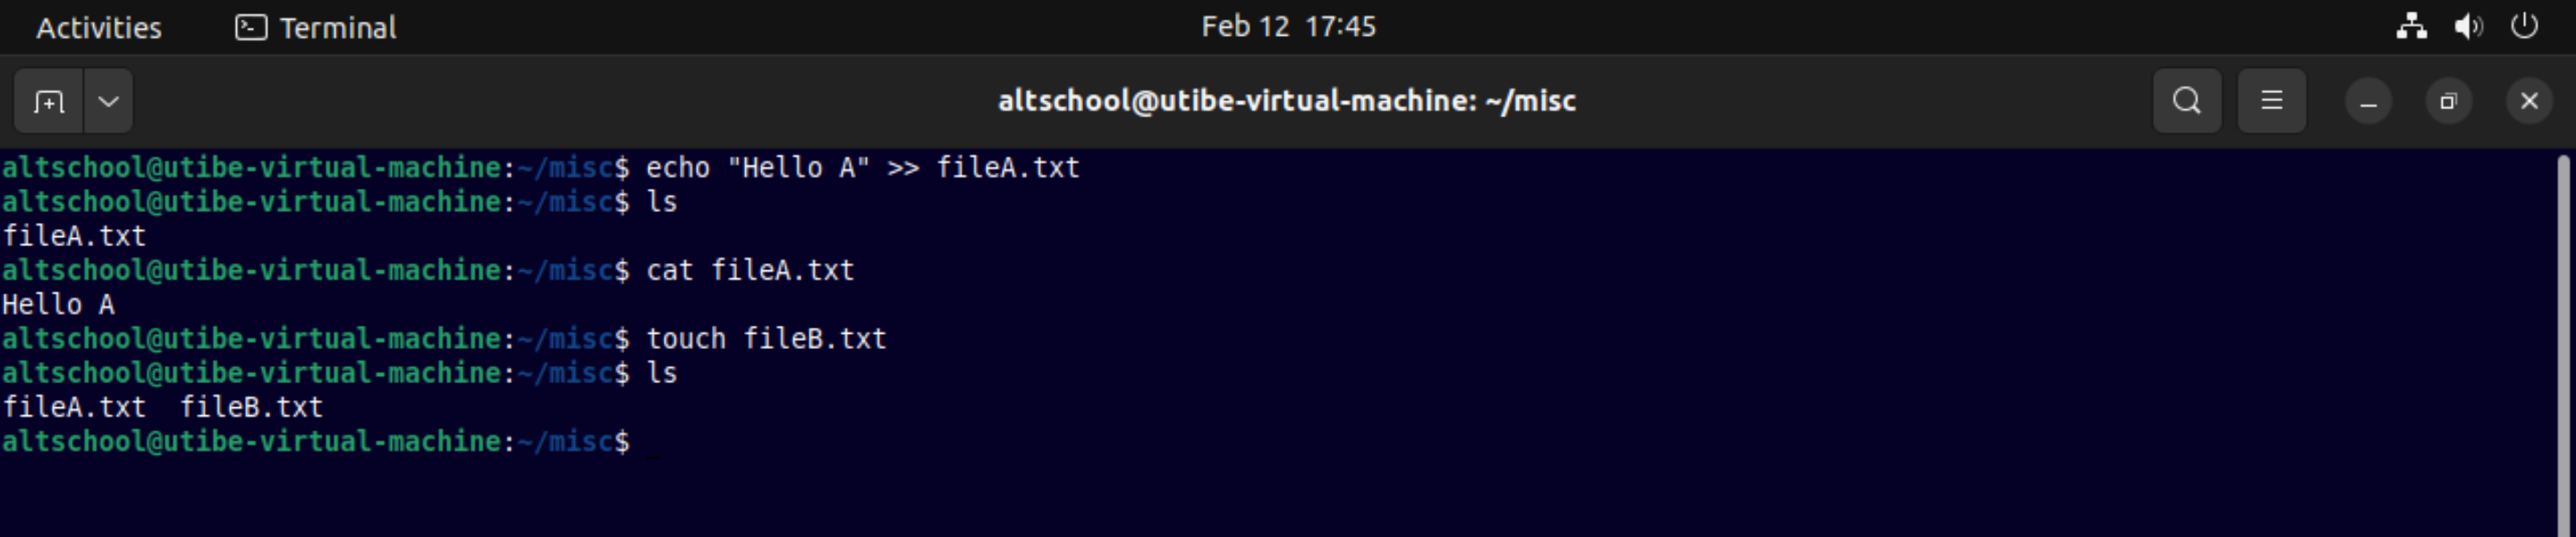 Activities Terminal Feb 12 17:45
altschool@utibe-virtual-machine: ~/misc
altschool@utibe-virtual-machine:~/misc$ echo "Hello A" >> fileA.txt
altschool@utibe-virtual-machine:~/misc$ ls
fileA.txt
altschool@utibe-virtual-machine:~/misc$ cat fileA.txt
Hello A
altschool@utibe-virtual-machine:~/misc$ touch fileB.txt
altschool@utibe-virtual-machine:~/misc$ ls
fileA.txt  fileB.txt
altschool@utibe-virtual-machine:~/misc$